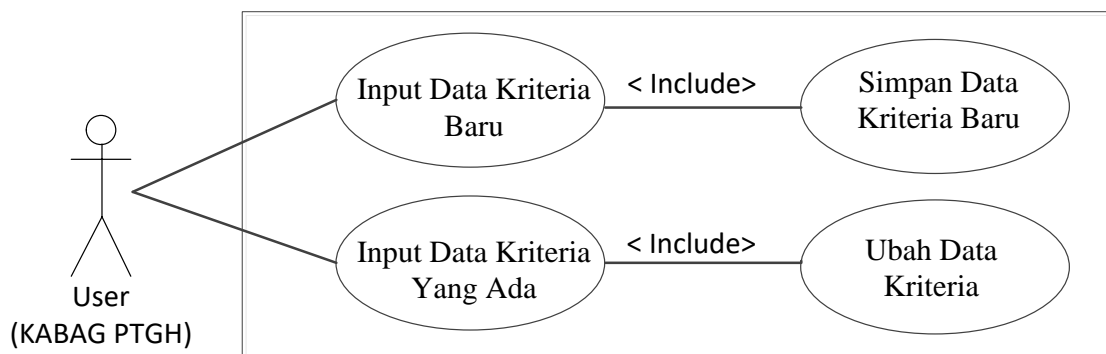 Input Data Kriteria
Baru
< Include>
Simpan Data
Kriteria Baru
Input Data Kriteria
Yang Ada
< Include>
Ubah Data
Kriteria
User
(KABAG PTGH)